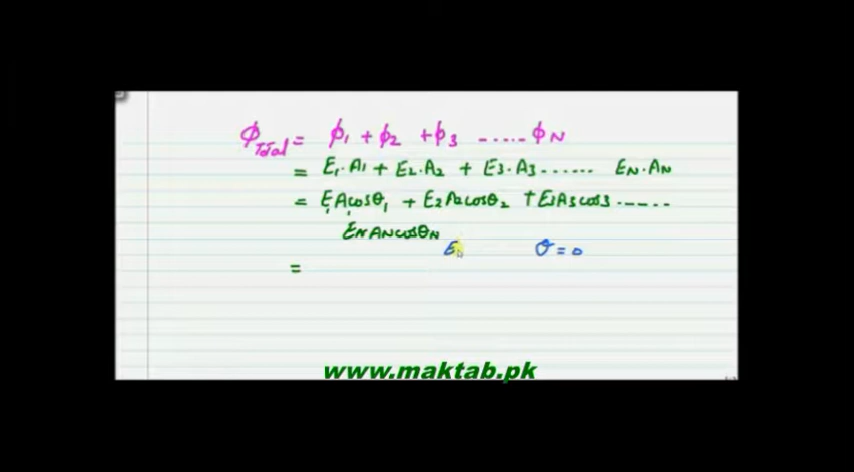 ΦTotal = ϕ1 + ϕ2 + ϕ3 ...... ϕN
= E1.A1 + E2.A2 + E3.A3 ...... EN.AN
= E1A1cosθ1 + E2A2cosθ2 + E3A3cos3 ......
ENANcosθN
E θ = 0
=
www.maktab.pk